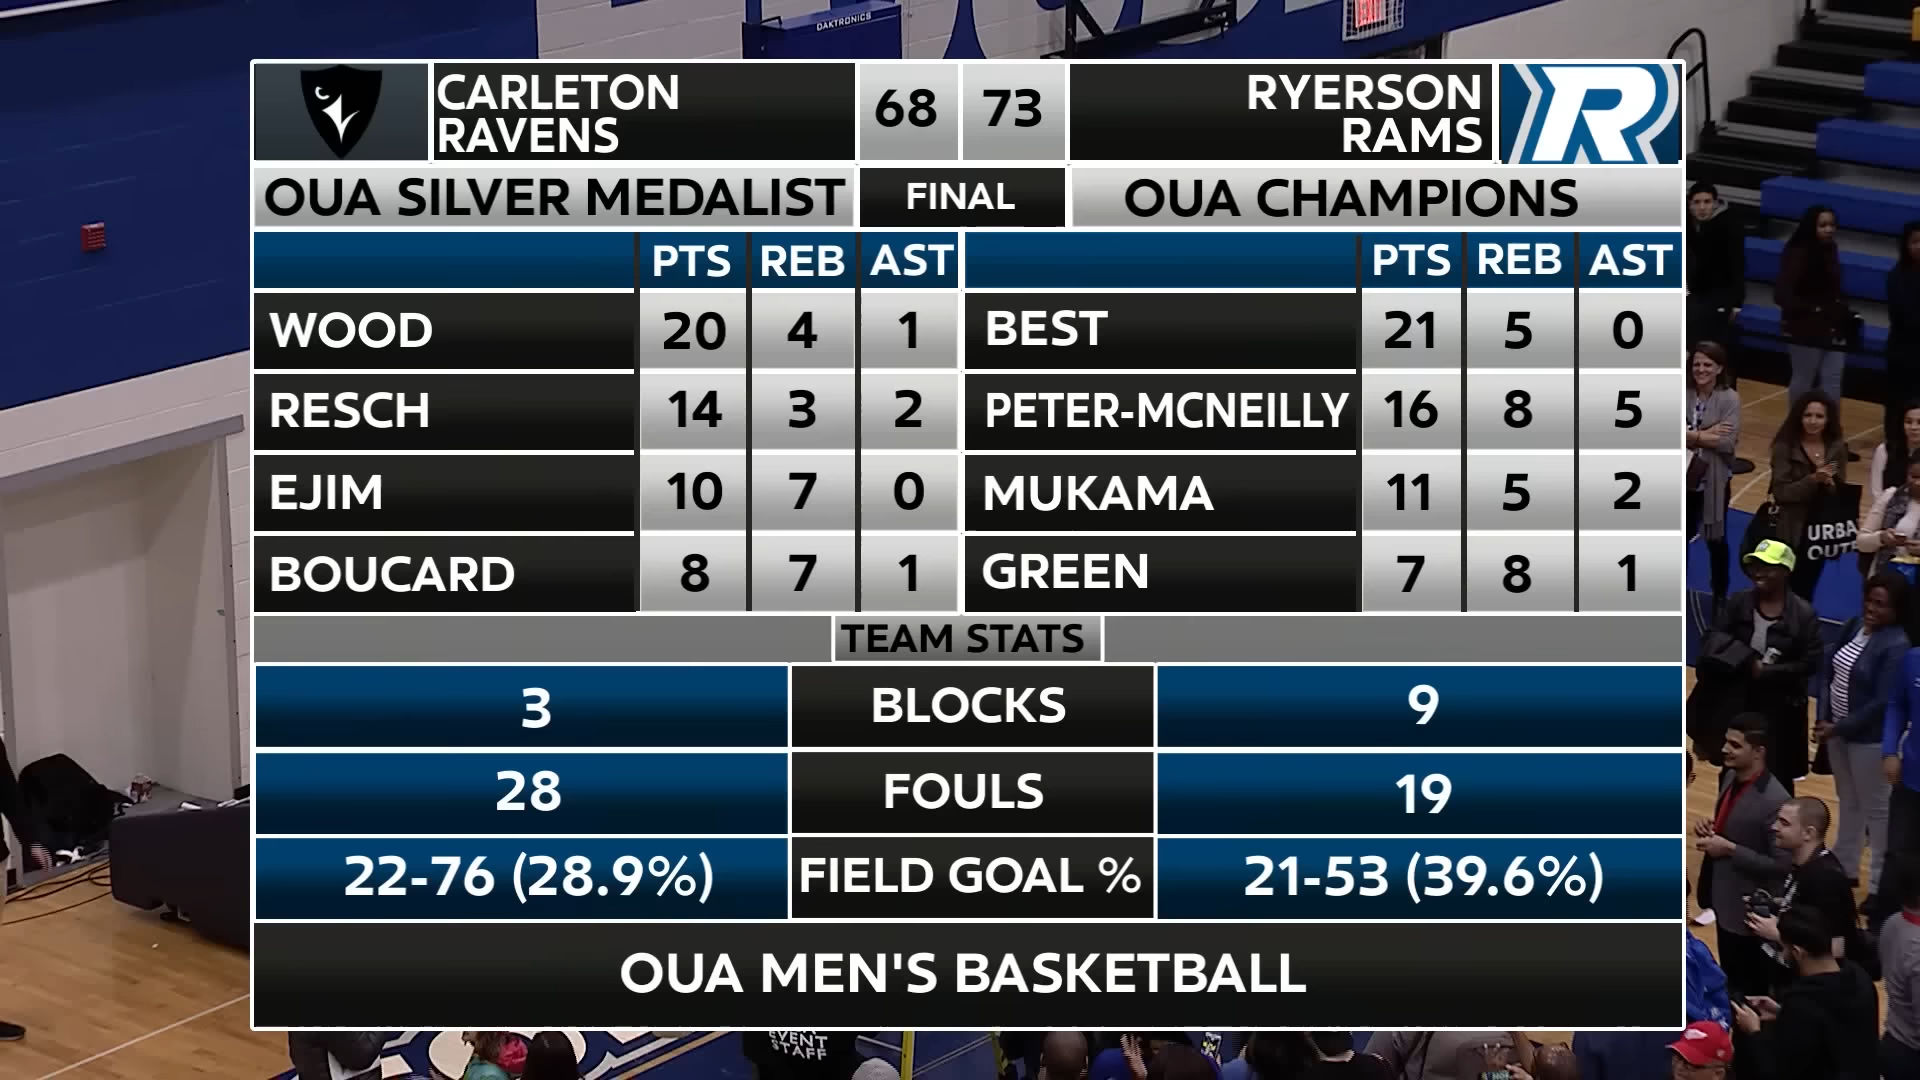 DAKTRONICS
CARLETON RAVENS
68
73
RYERSON RAMS
R
OUA SILVER MEDALIST
FINAL
OUA CHAMPIONS
PTS REB AST
PTS REB AST
WOOD 20 4 1
BEST 21 5 0
RESCH 14 3 2
PETER-MCNEILLY 16 8 5
EJIM 10 7 0
MUKAMA 11 5 2
BOUCARD 8 7 1
GREEN 7 8 1
TEAM STATS
3 BLOCKS 9
28 FOULS 19
22-76 (28.9%) FIELD GOAL % 21-53 (39.6%)
OUA MEN'S BASKETBALL
EVENT
STAFF